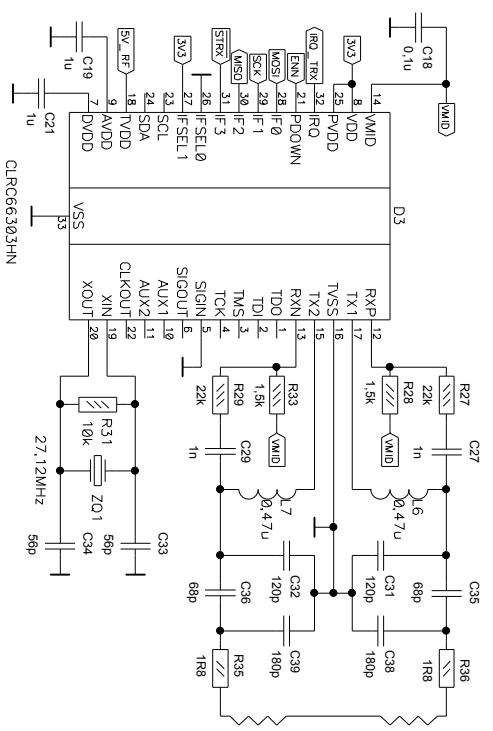 C18
0,1u
VMID
3V3
IRQ_TRX
ENN
MOSI
SCK
MISO
STRX
3V3
5V_RF
C19
1u
C21
1u
14
8
25
32
21
28
29
30
31
26
27
23
24
18
9
7
VMID
VDD
PVDD
IRQ
PDOWN
IF0
IF1
IF2
IF3
IFSEL0
IFSEL1
SCL
SDA
TVDD
AVDD
DVDD
D3
VSS
33
CLRC66303HN
RXP
TX1
TVSS
TX2
RXN
TDO
TDI
TMS
TCK
SIGIN
SIGOUT
AUX1
AUX2
CLKOUT
XIN
XOUT
12
17
16
15
13
1
2
3
4
5
6
10
11
22
19
20
R27
22k
R28
1,5k
VMID
C27
1n
L6
0,47u
C31
120p
C35
68p
C38
180p
R36
1R8
R33
1,5k
VMID
R29
22k
C29
1n
L7
0,47u
C32
120p
C36
68p
C39
180p
R35
1R8
R31
10k
ZQ1
27,12MHz
C33
56p
C34
56p